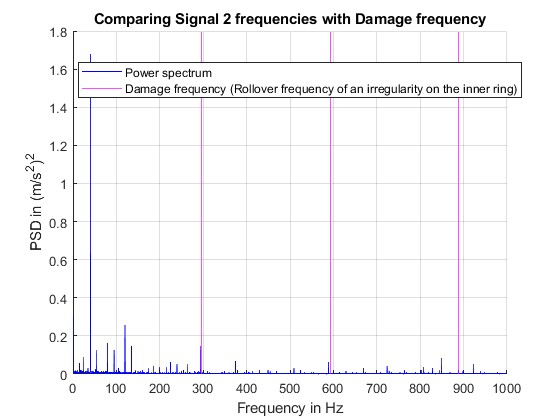 Comparing Signal 2 frequencies with Damage frequency
1.8
1.6
1.4
1.2
1
0.8
0.6
0.4
0.2
0
PSD in (m/s²)²
Power spectrum
Damage frequency (Rollover frequency of an irregularity on the inner ring)
0 100 200 300 400 500 600 700 800 900 1000
Frequency in Hz